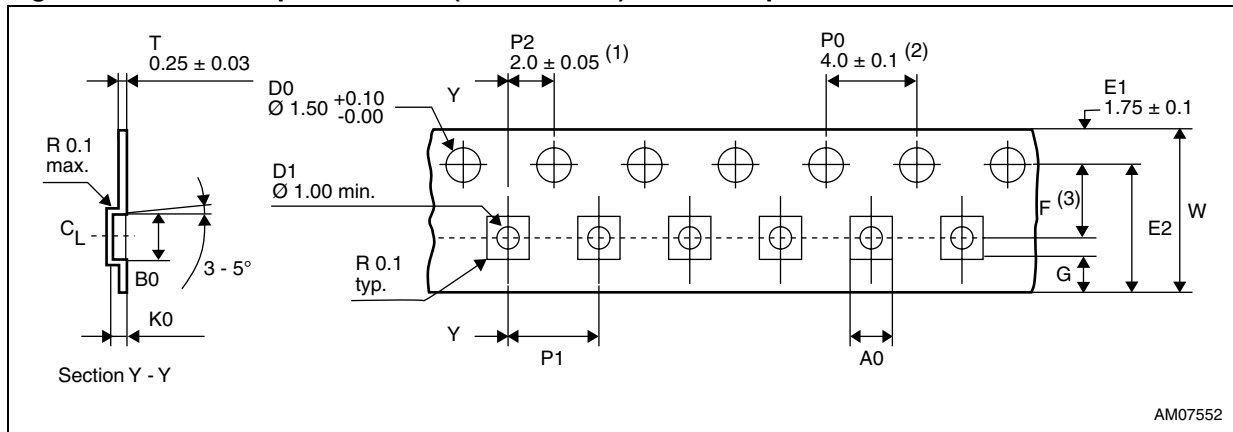 T
0.25 ± 0.03
P2
2.0 ± 0.05 (1)
P0
4.0 ± 0.1 (2)
D0
Ø 1.50 +0.10
-0.00
Y
E1
1.75 ± 0.1
R 0.1
max.
D1
Ø 1.00 min.
F (3)
E2
W
CL
B0
3 - 5°
R 0.1
typ.
G
K0
Y
P1
A0
Section Y - Y
AM07552